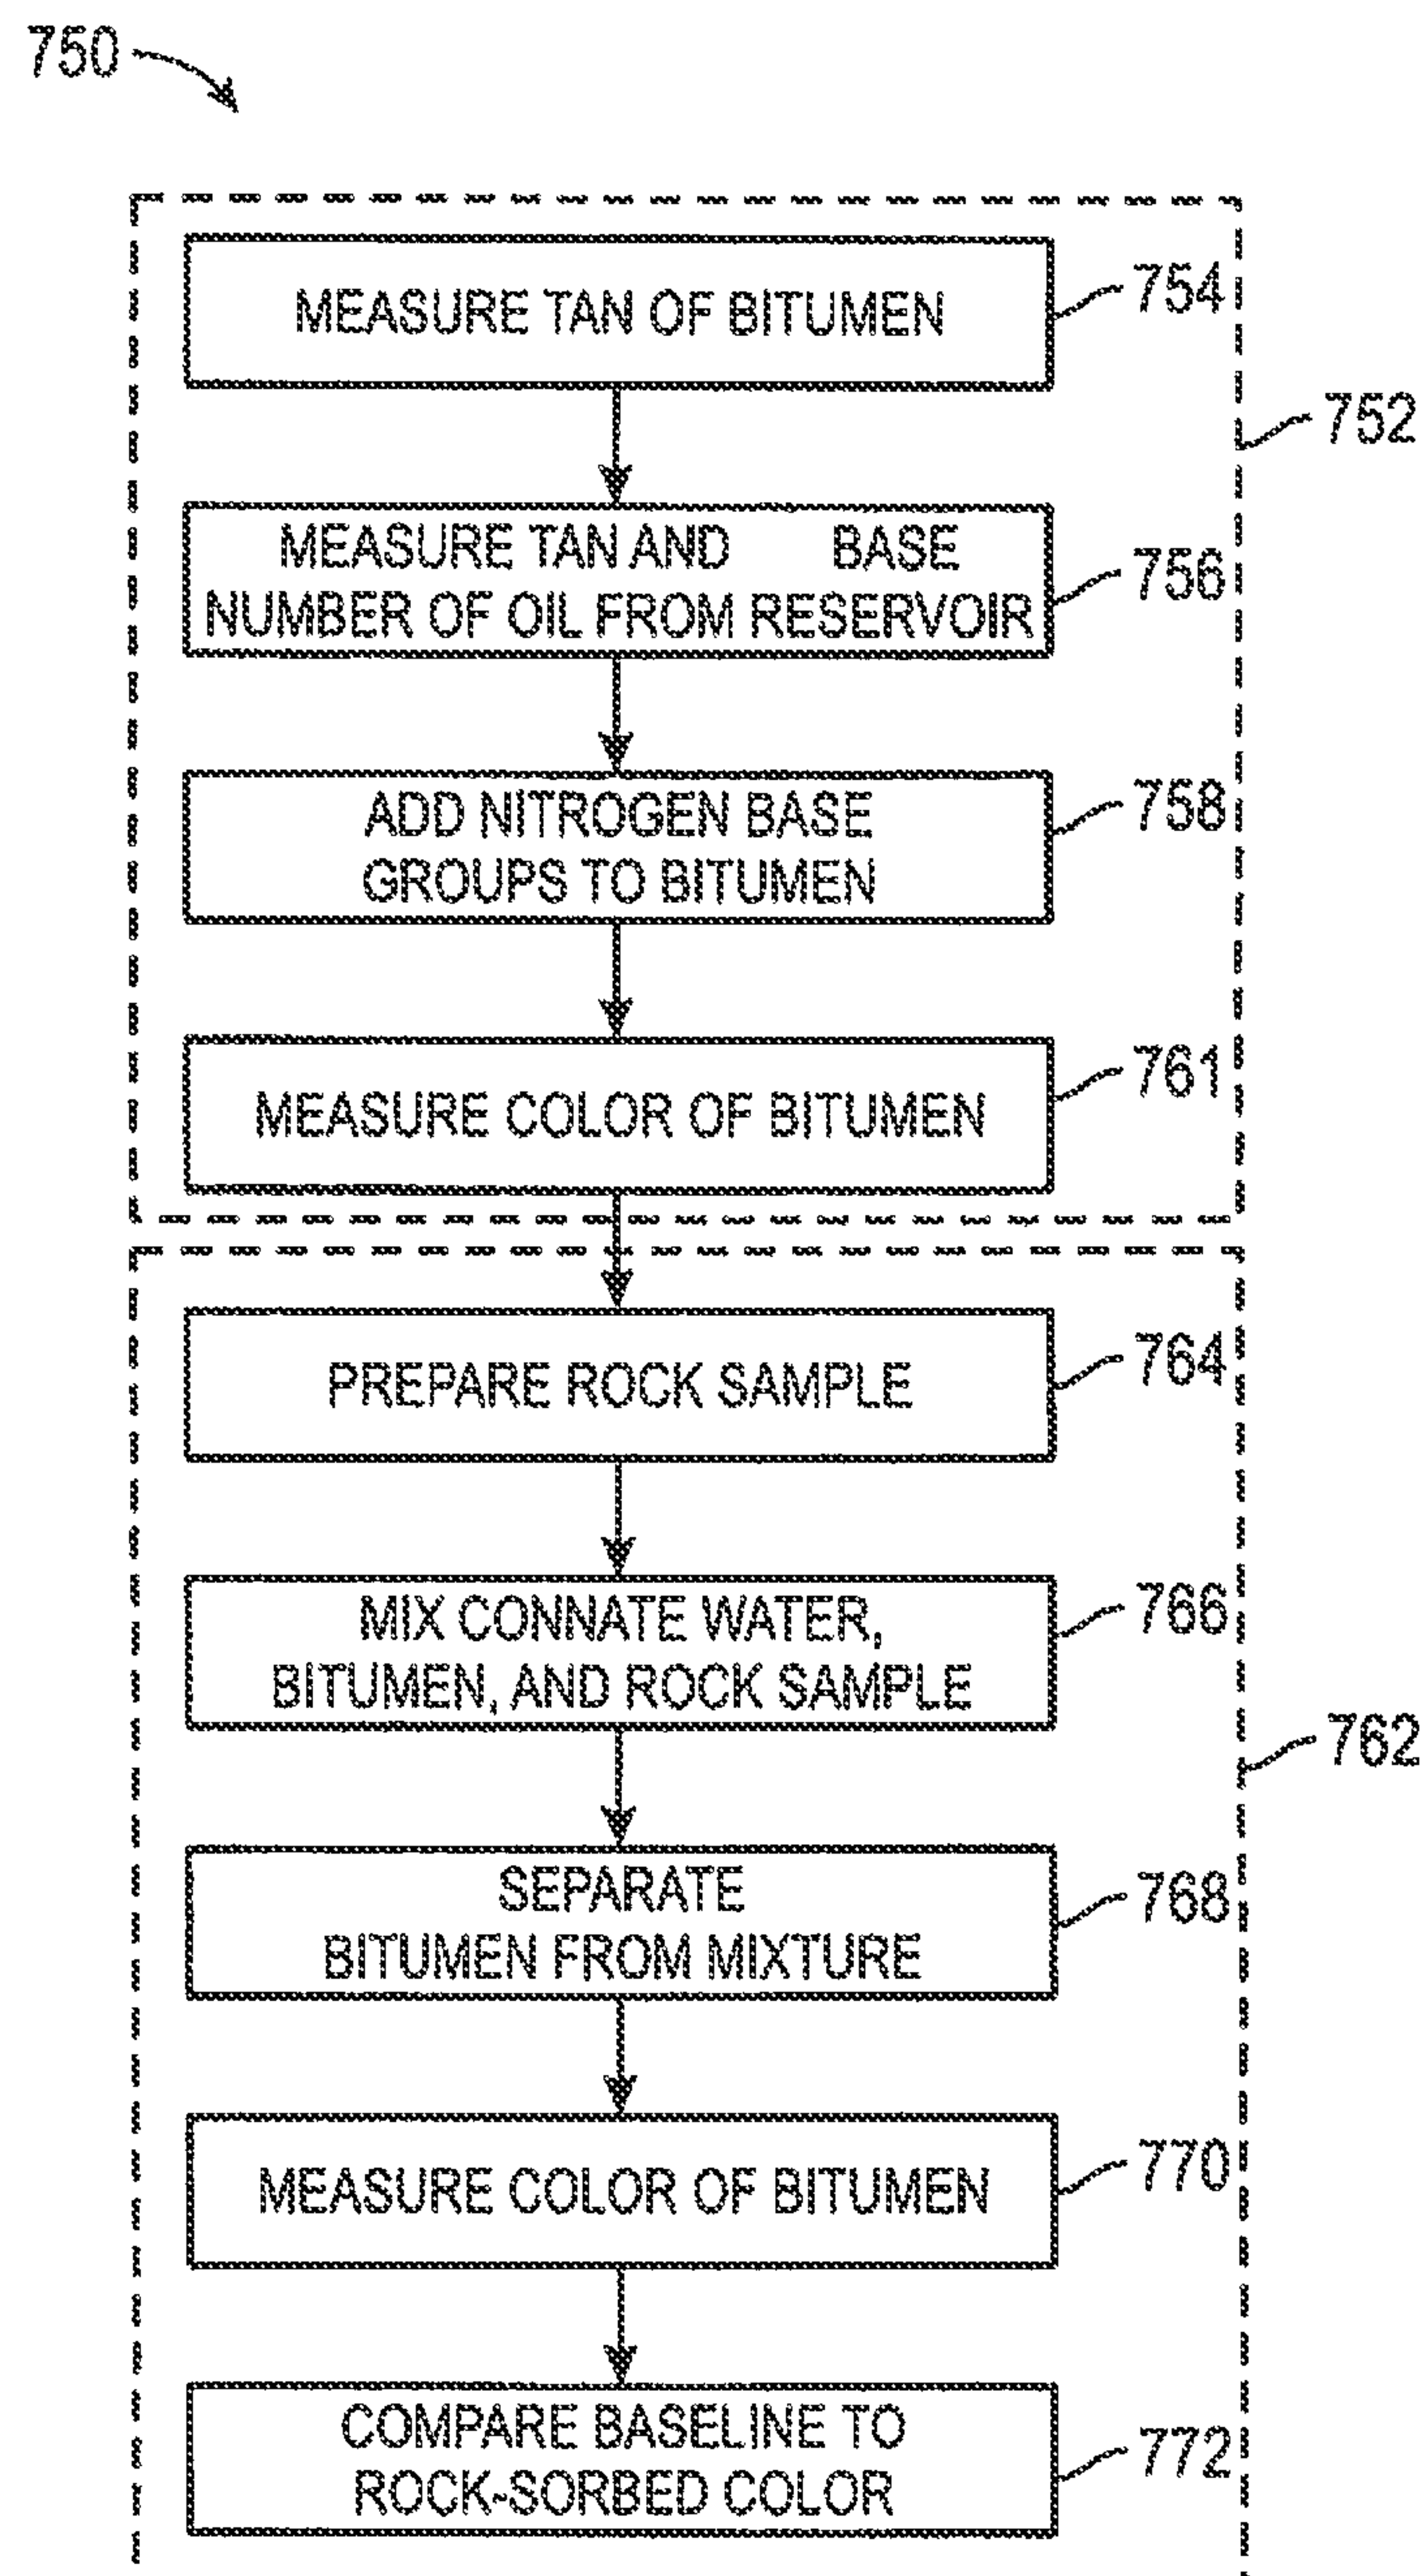 750
MEASURE TAN OF BITUMEN
754
752
MEASURE TAN AND BASE
NUMBER OF OIL FROM RESERVOIR
756
ADD NITROGEN BASE
GROUPS TO BITUMEN
758
MEASURE COLOR OF BITUMEN
761
PREPARE ROCK SAMPLE
764
MIX CONNATE WATER,
BITUMEN, AND ROCK SAMPLE
766
762
SEPARATE
BITUMEN FROM MIXTURE
768
MEASURE COLOR OF BITUMEN
770
COMPARE BASELINE TO
ROCK-SORBED COLOR
772